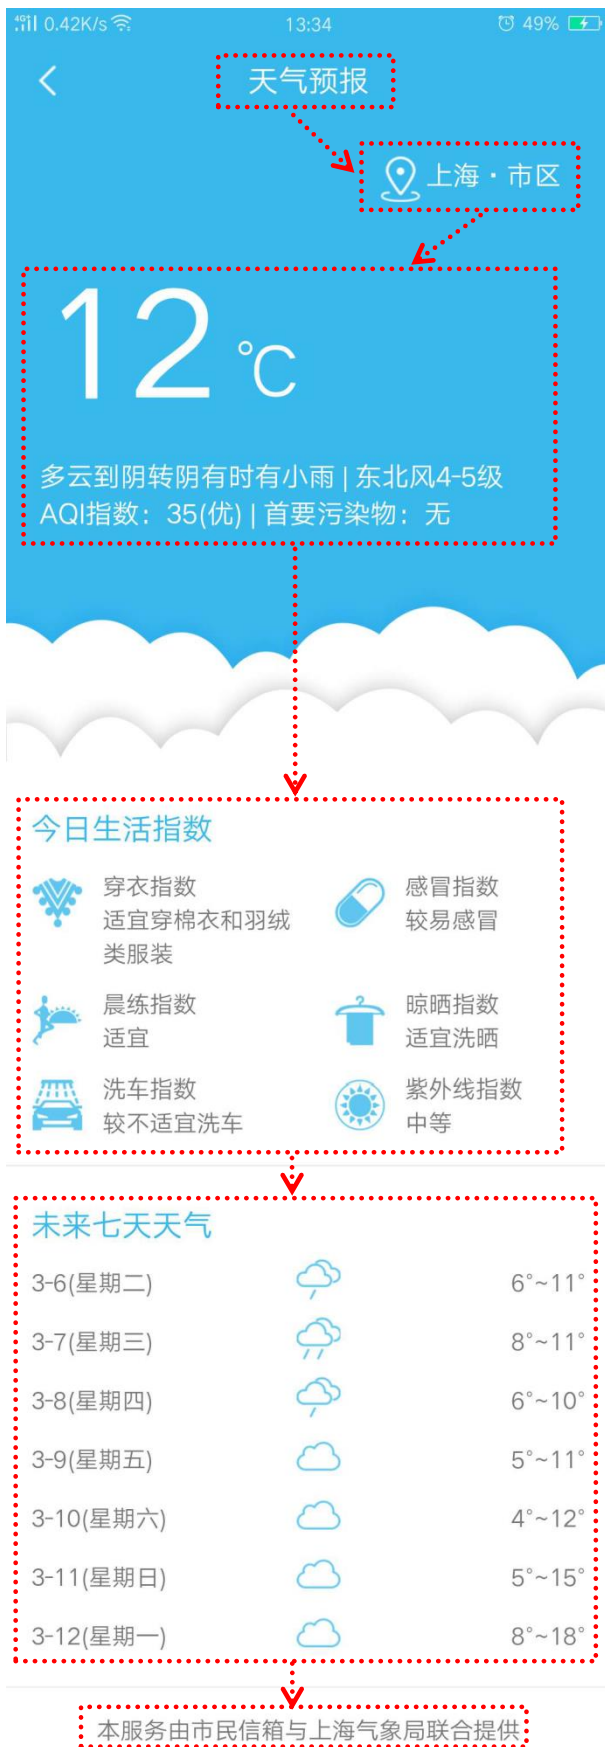 4G 0.42K/s 13:34 49%
天气预报
上海·市区
12℃
多云到阴转阴有时有小雨 | 东北风4-5级
AQI指数：35(优) | 首要污染物：无
今日生活指数
穿衣指数
适宜穿棉衣和羽绒
类服装
感冒指数
较易感冒
晨练指数
适宜
晾晒指数
适宜洗晒
洗车指数
较不适宜洗车
紫外线指数
中等
未来七天天气
3-6(星期二) 6°~11°
3-7(星期三) 8°~11°
3-8(星期四) 6°~10°
3-9(星期五) 5°~11°
3-10(星期六) 4°~12°
3-11(星期日) 5°~15°
3-12(星期一) 8°~18°
本服务由市民信箱与上海气象局联合提供